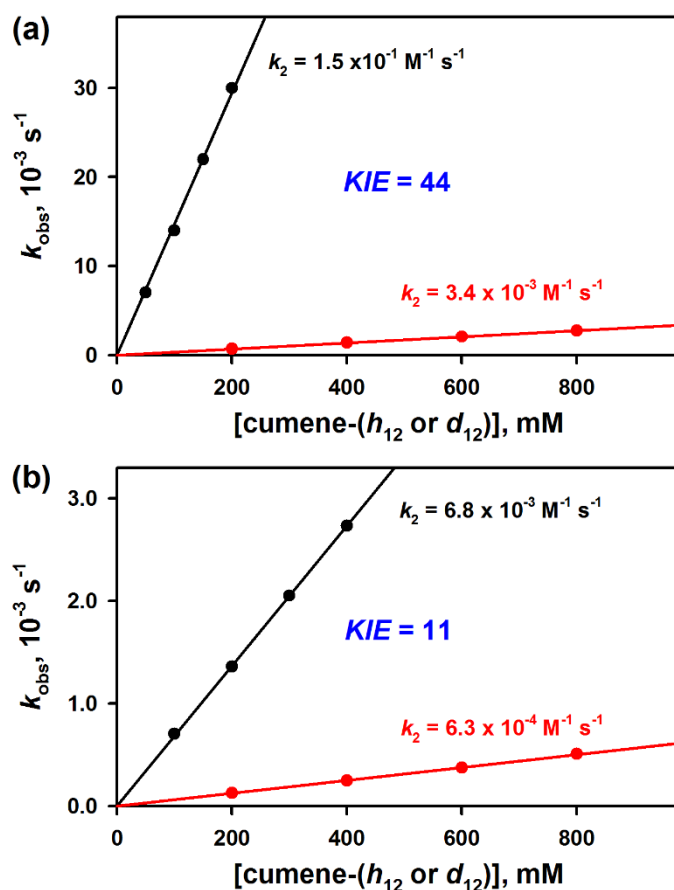 (a)
k₂ = 1.5 x10⁻¹ M⁻¹ s⁻¹
30
20
10
0
k_obs, 10⁻³ s⁻¹
KIE = 44
k₂ = 3.4 x 10⁻³ M⁻¹ s⁻¹
0 200 400 600 800
[cumene-(h₁₂ or d₁₂)], mM
(b)
k₂ = 6.8 x 10⁻³ M⁻¹ s⁻¹
3.0
2.0
1.0
0.0
k_obs, 10⁻³ s⁻¹
KIE = 11
k₂ = 6.3 x 10⁻⁴ M⁻¹ s⁻¹
0 200 400 600 800
[cumene-(h₁₂ or d₁₂)], mM